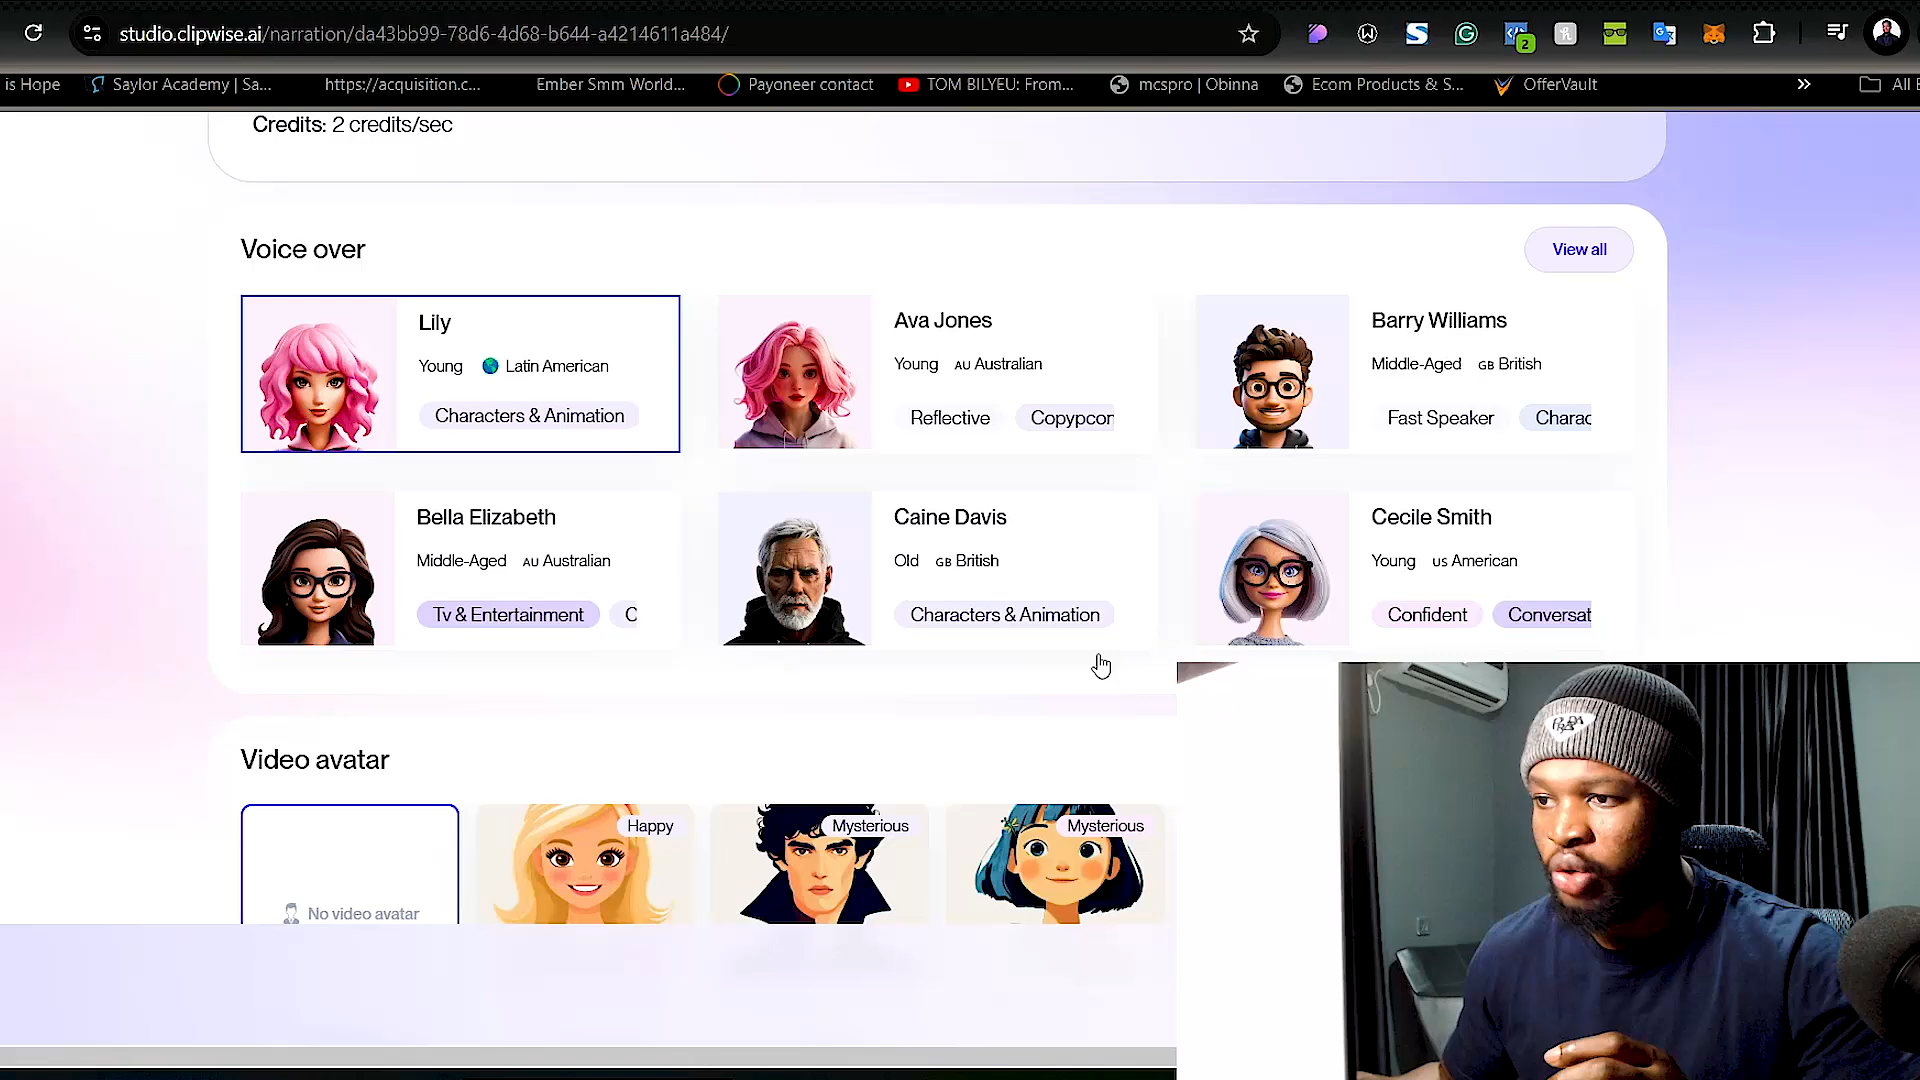 studio.clipwise.ai/narration/da43bb99-78d6-4d68-b644-a4214611a484/
2
is Hope
Saylor Academy | Sa...
https://acquisition.c...
Ember Smm World...
Payoneer contact
TOM BILYEU: From...
mcspro | Obinna
Ecom Products & S...
OfferVault
All
Credits: 2 credits/sec
Voice over
View all
Lily
Young Latin American
Characters & Animation
Ava Jones
Young AU Australian
Reflective Copypcon
Barry Williams
Middle-Aged GB British
Fast Speaker Charac
Bella Elizabeth
Middle-Aged AU Australian
Tv & Entertainment C
Caine Davis
Old GB British
Characters & Animation
Cecile Smith
Young US American
Confident Conversat
Video avatar
No video avatar
Happy
Mysterious
Mysterious
PRADA